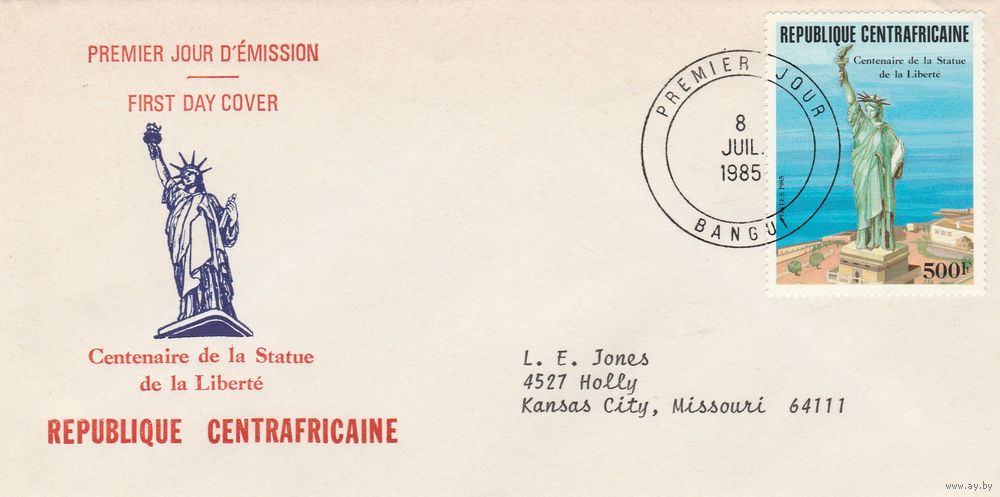 PREMIER JOUR D'ÉMISSION
FIRST DAY COVER
Centenaire de la Statue
de la Liberté
REPUBLIQUE CENTRAFRICAINE
PREMIER JOUR
8
JUIL.
1985
BANGUI
REPUBLIQUE CENTRAFRICAINE
Centenaire de la Statue
de la Liberté
POSTES 1985
500F
L. E. Jones
4527 Holly
Kansas City, Missouri 64111
www.ay.by